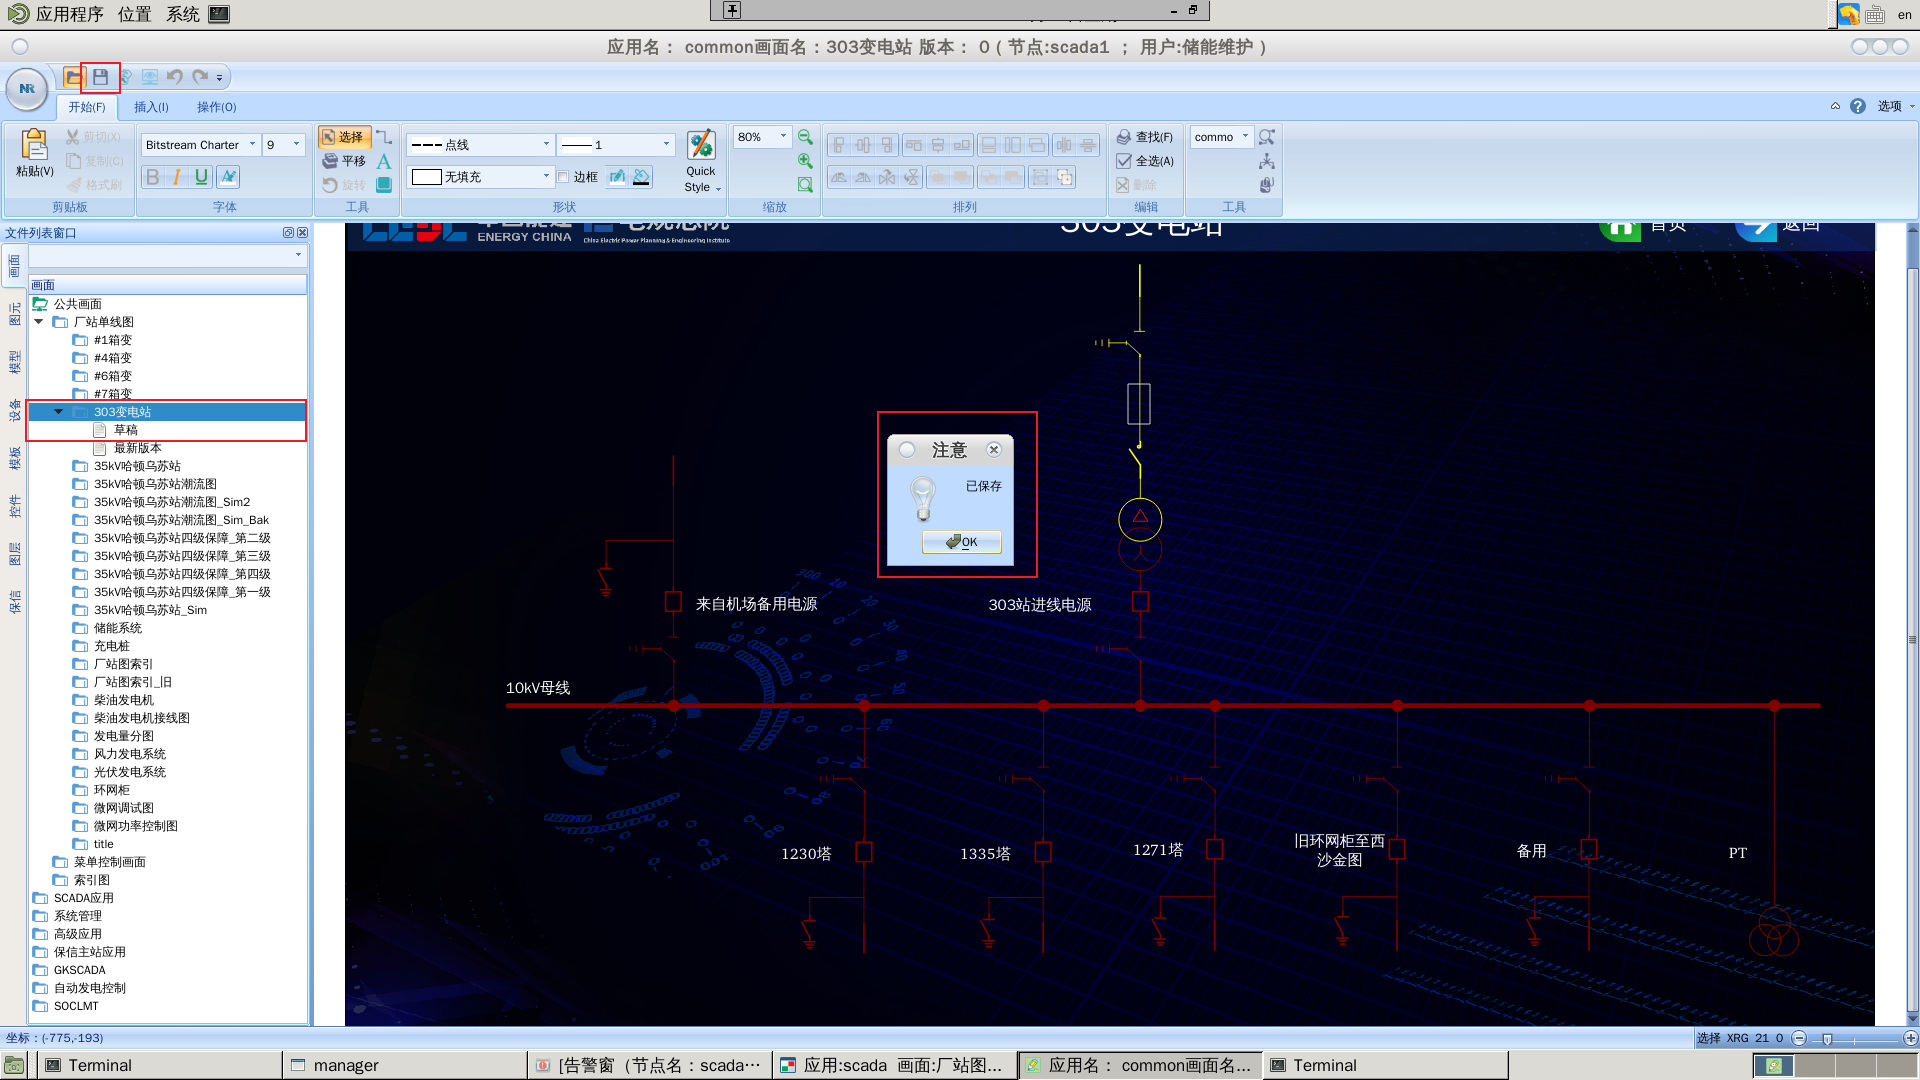 应用程序 位置 系统
en
应用名： common画面名：303变电站 版本： 0 ( 节点:scada1 ； 用户:储能维护 )
NR
开始(F) 插入(I) 操作(O)
选项
粘贴(V)
剪切(X)
复制(C)
格式刷
剪贴板
Bitstream Charter 9
B I U A
字体
选择
平移
旋转
A
工具
点线 1
无填充 边框
形状
Quick
Style
80%
缩放
排列
查找(F)
全选(A)
删除
编辑
commo
工具
文件列表窗口
画面
图元
模型
设备
模板
控件
图层
保信
画面
公共画面
厂站单线图
#1箱变
#4箱变
#6箱变
#7箱变
303变电站
草稿
最新版本
35kV哈顿乌苏站
35kV哈顿乌苏站潮流图
35kV哈顿乌苏站潮流图_Sim2
35kV哈顿乌苏站潮流图_Sim_Bak
35kV哈顿乌苏站四级保障_第二级
35kV哈顿乌苏站四级保障_第三级
35kV哈顿乌苏站四级保障_第四级
35kV哈顿乌苏站四级保障_第一级
35kV哈顿乌苏站_Sim
储能系统
充电桩
厂站图索引
厂站图索引_旧
柴油发电机
柴油发电机接线图
发电量分图
风力发电系统
光伏发电系统
环网柜
微网调试图
微网功率控制图
title
菜单控制画面
索引图
SCADA应用
系统管理
高级应用
保信主站应用
GKSCADA
自动发电控制
SOCLMT
ENERGY CHINA
China Electric Power Planning & Engineering Institute
303变电站
首页
返回
注意
已保存
OK
来自机场备用电源
303站进线电源
10kV母线
1230塔
1335塔
1271塔
旧环网柜至西
沙金图
备用
PT
坐标：(-775,-193)
选择 XRG 21 0
Terminal
manager
[告警窗（节点名：scada…
应用:scada 画面:厂站图...
应用名： common画面名...
Terminal